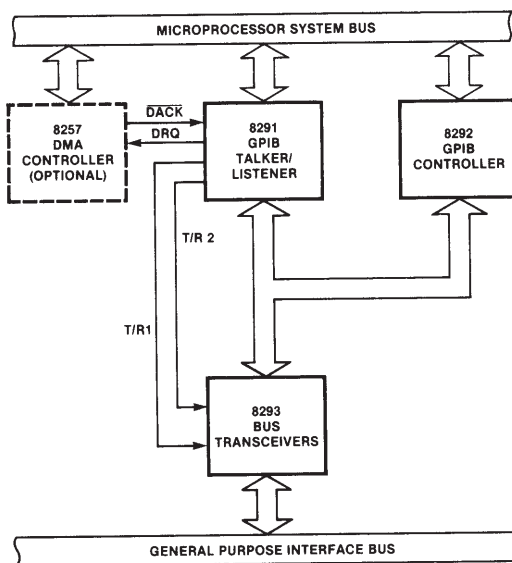 MICROPROCESSOR SYSTEM BUS
8257
DMA
CONTROLLER
(OPTIONAL)
DACK
DRQ
8291
GPIB
TALKER/
LISTENER
8292
GPIB
CONTROLLER
T/R 2
T/R1
8293
BUS
TRANSCEIVERS
GENERAL PURPOSE INTERFACE BUS